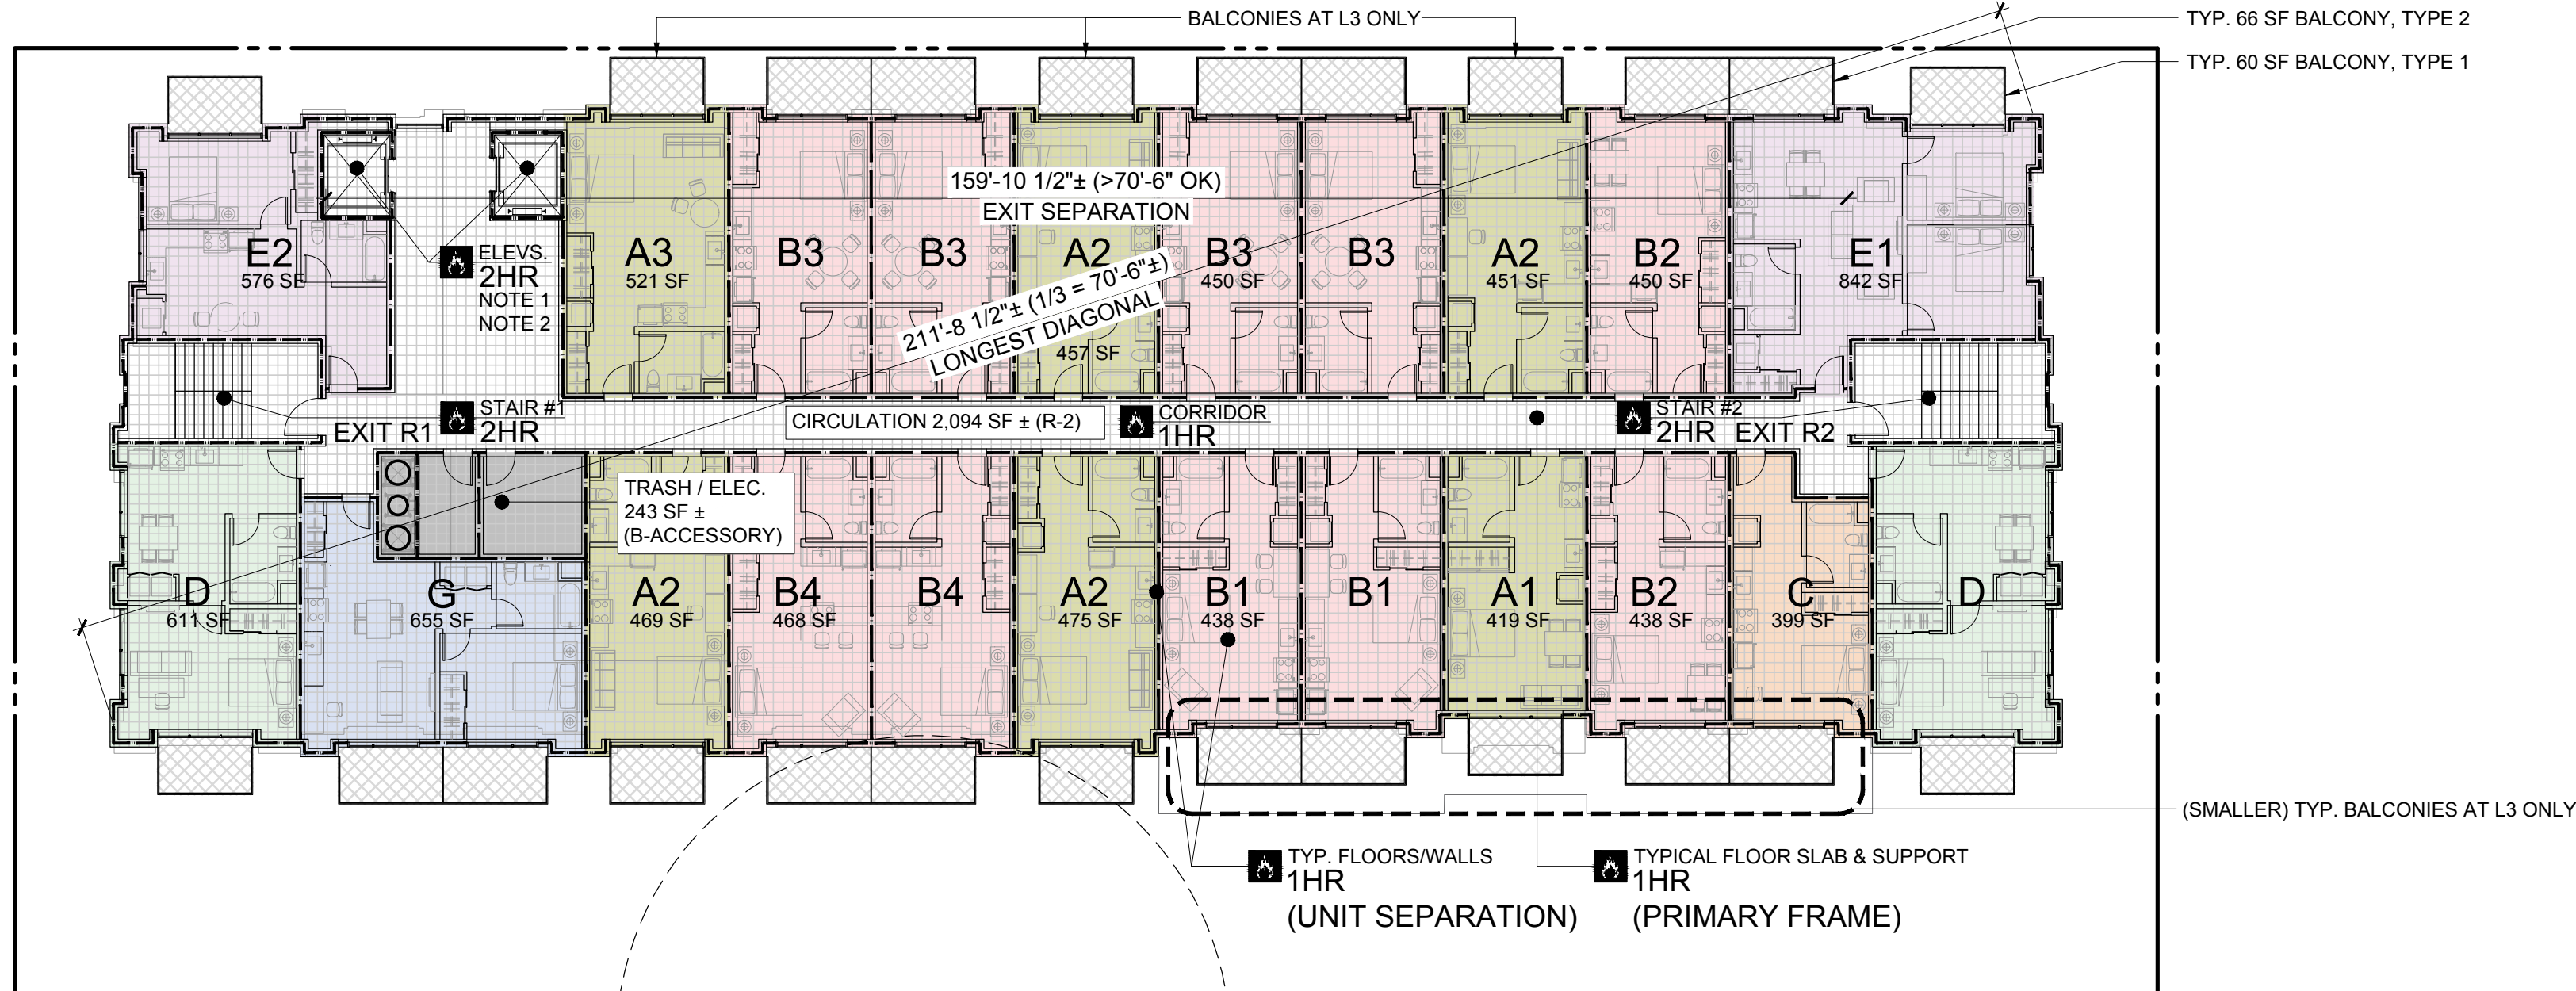 BALCONIES AT L3 ONLY
TYP. 66 SF BALCONY, TYPE 2
TYP. 60 SF BALCONY, TYPE 1
159'-10 1/2"± (>70'-6" OK)
EXIT SEPARATION
E2
576 SF
ELEVS.
2HR
NOTE 1
NOTE 2
A3
521 SF
B3
B3
A2
457 SF
B3
450 SF
B3
A2
451 SF
B2
450 SF
E1
842 SF
211'-8 1/2"± (1/3 = 70'-6"±)
LONGEST DIAGONAL
STAIR #1
2HR
EXIT R1
CIRCULATION 2,094 SF ± (R-2)
CORRIDOR
1HR
STAIR #2
2HR
EXIT R2
TRASH / ELEC.
243 SF ±
(B-ACCESSORY)
D
611 SF
G
655 SF
A2
469 SF
B4
468 SF
B4
A2
475 SF
B1
438 SF
B1
A1
419 SF
B2
438 SF
C
399 SF
D
(SMALLER) TYP. BALCONIES AT L3 ONLY
TYP. FLOORS/WALLS
1HR
(UNIT SEPARATION)
TYPICAL FLOOR SLAB & SUPPORT
1HR
(PRIMARY FRAME)